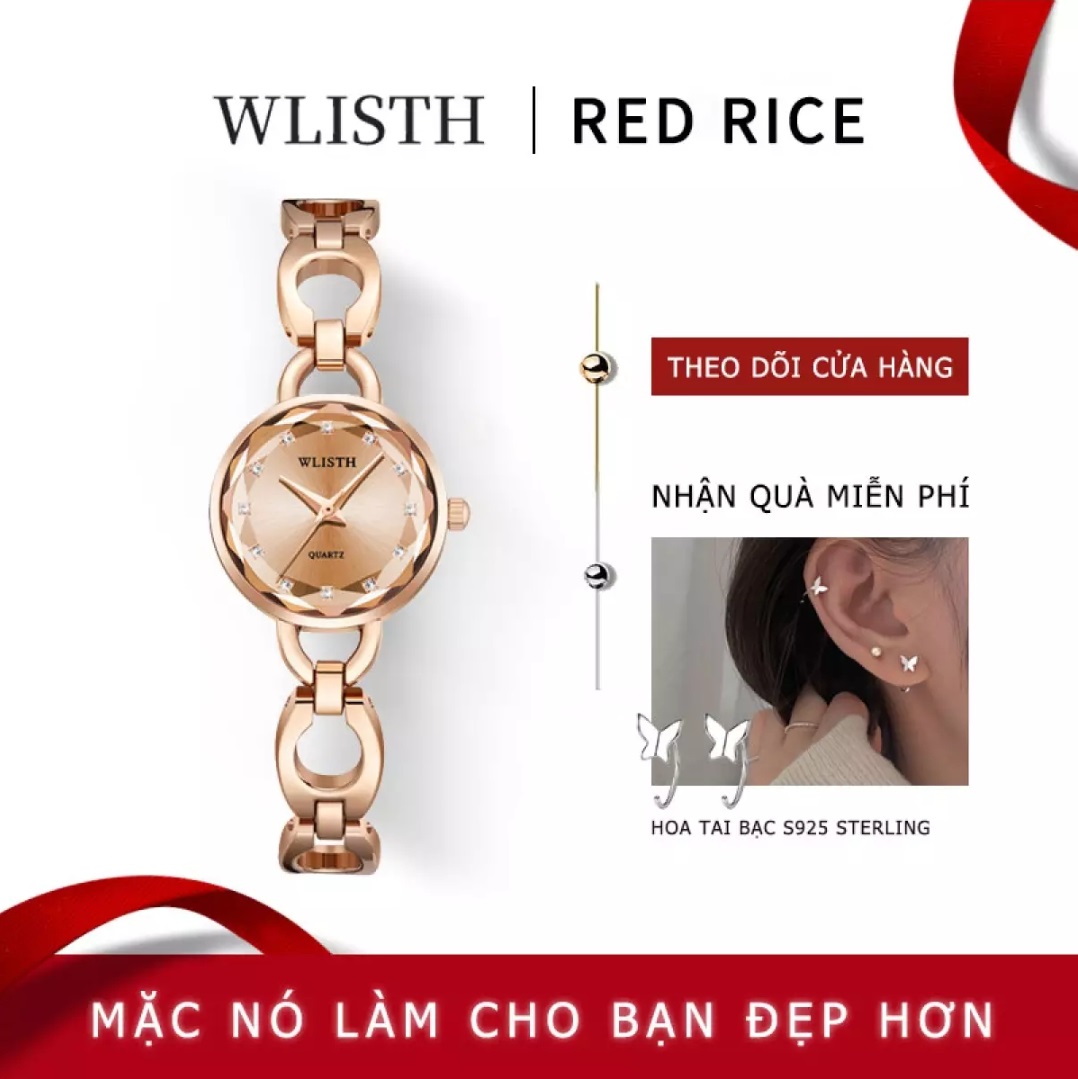 WLISTH | RED RICE
THEO DÕI CỬA HÀNG
WLISTH
NHẬN QUÀ MIỄN PHÍ
QUARTZ
HOA TAI BẠC S925 STERLING
MẶC NÓ LÀM CHO BẠN ĐẸP HƠN